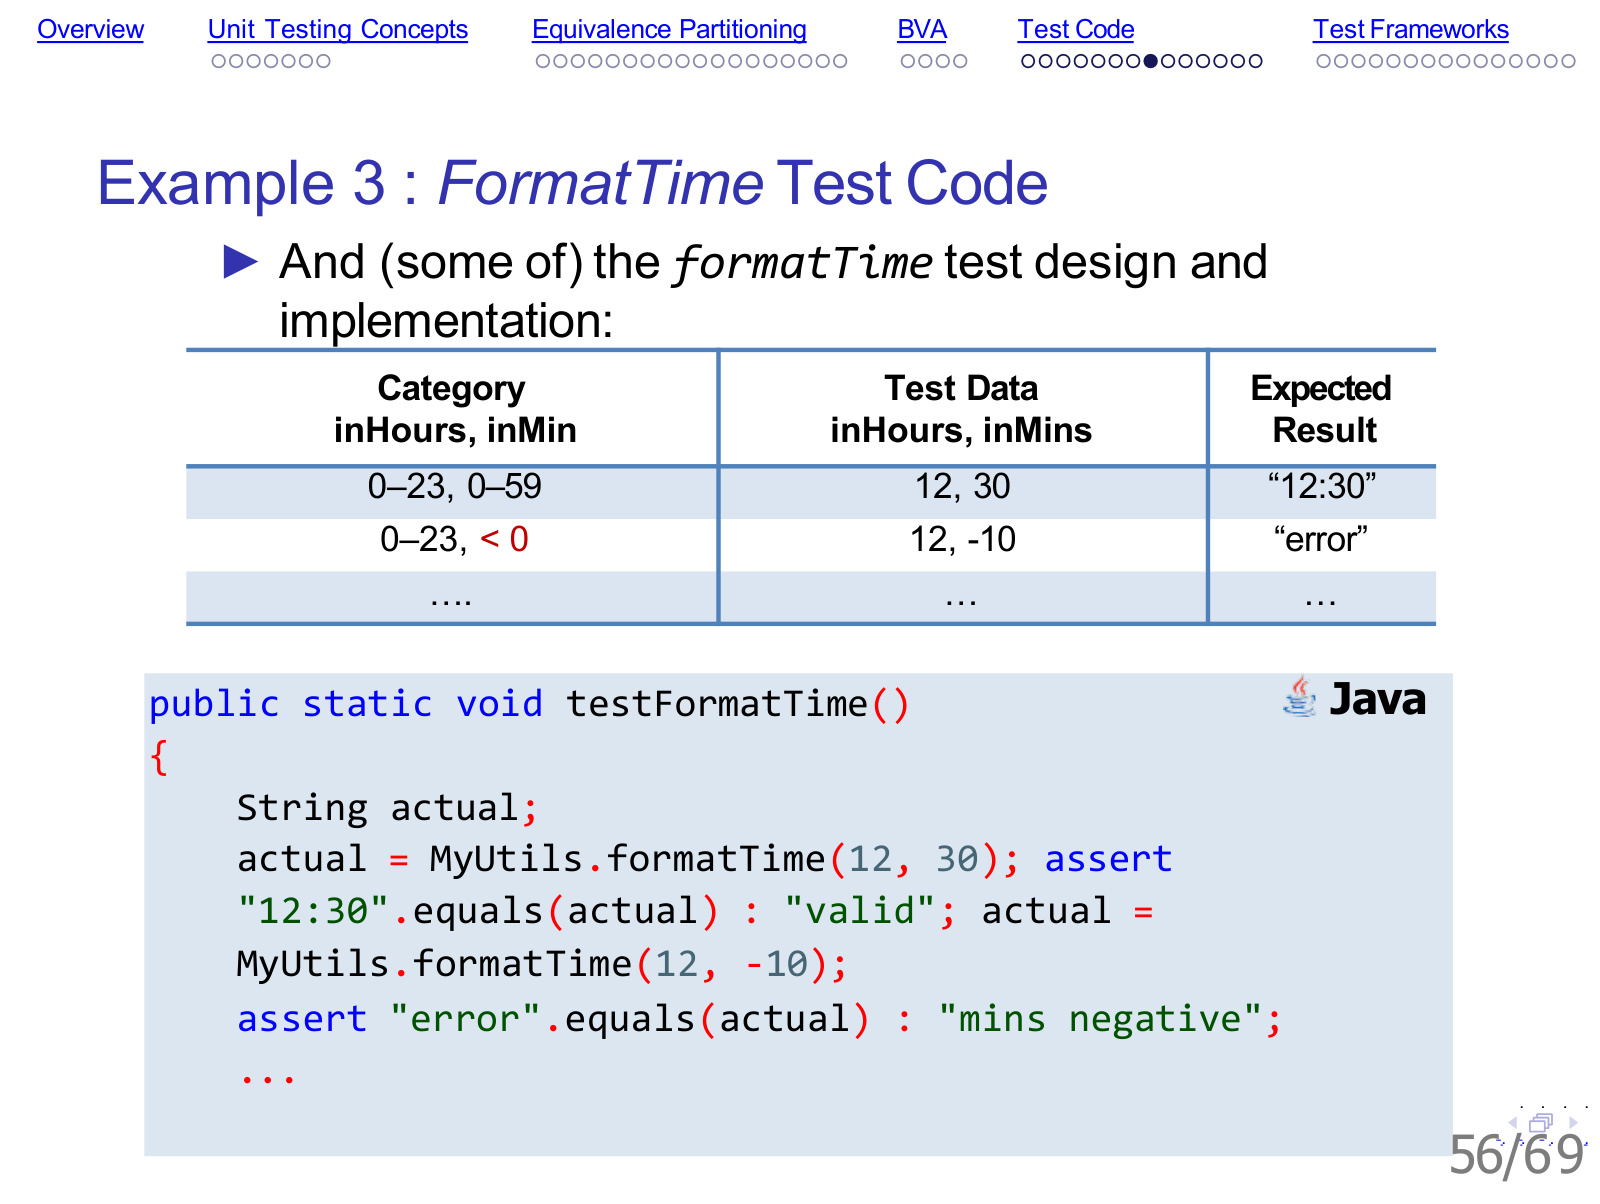 Overview Unit Testing Concepts Equivalence Partitioning BVA Test Code Test Frameworks
Example 3 : FormatTime Test Code
And (some of) the formatTime test design and
implementation:
Category Test Data Expected
inHours, inMin inHours, inMins Result
0–23, 0–59 12, 30 “12:30”
0–23, < 0 12, -10 “error”
…. … …
Java
public static void testFormatTime()
{
String actual;
actual = MyUtils.formatTime(12, 30); assert
"12:30".equals(actual) : "valid"; actual =
MyUtils.formatTime(12, -10);
assert "error".equals(actual) : "mins negative";
...
56/69